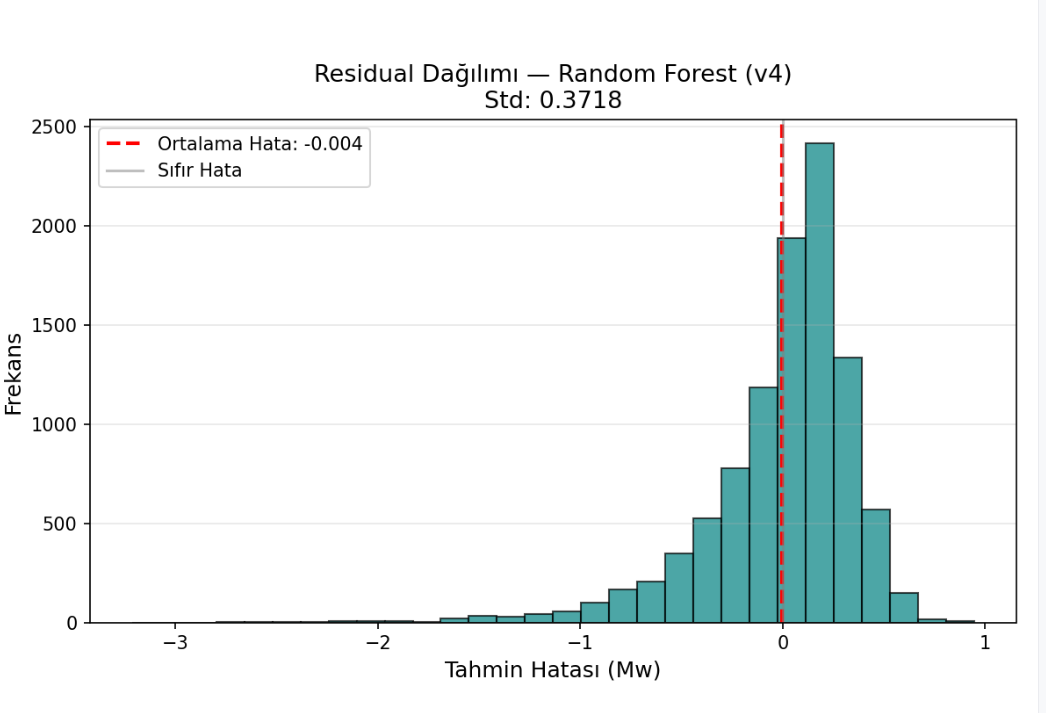 Residual Dağılımı — Random Forest (v4)
Std: 0.3718
Ortalama Hata: -0.004
Sıfır Hata
2500
2000
1500
1000
500
0
Frekans
−3
−2
−1
0
1
Tahmin Hatası (Mw)